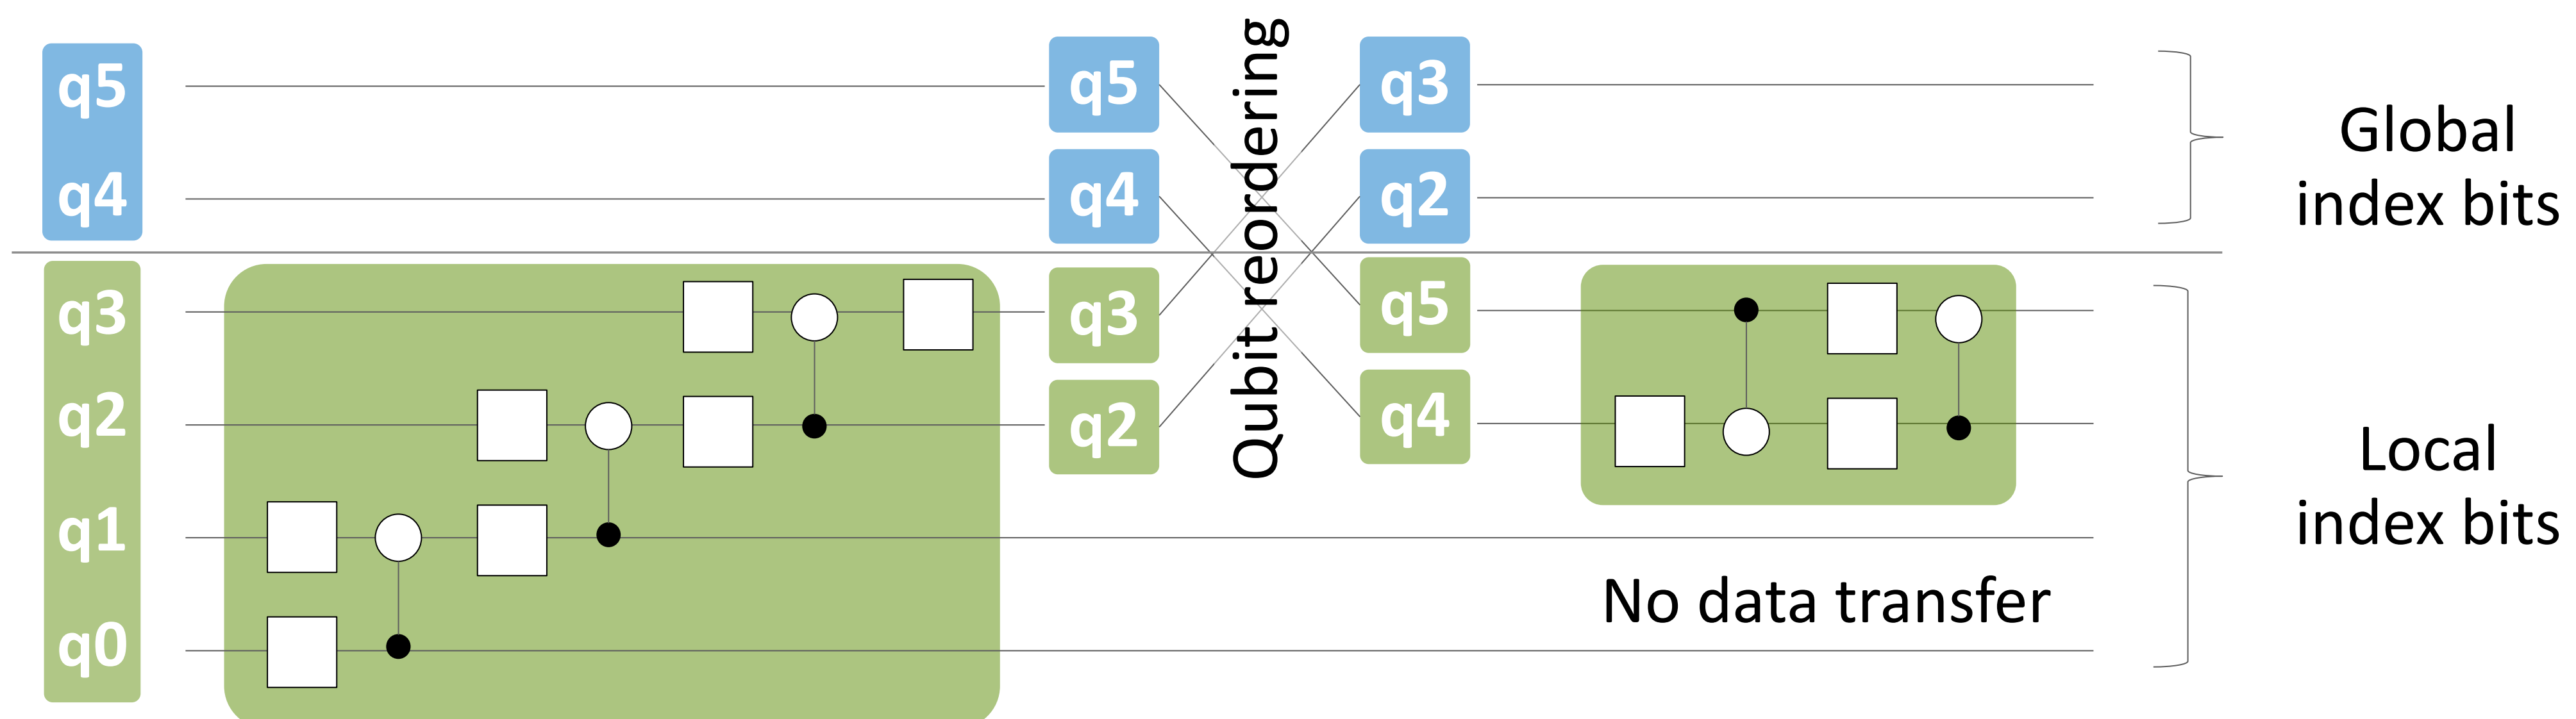 q5
q4
q3
q2
q1
q0
q5
q4
q3
q2
Qubit reordering
q3
q2
q5
q4
No data transfer
Global
index bits
Local
index bits